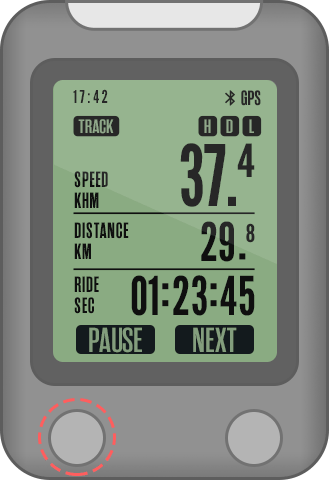 17:42 GPS
TRACK H D L
37.4
SPEED
KHM
DISTANCE
KM
29.8
RIDE
SEC
01:23:45
PAUSE NEXT